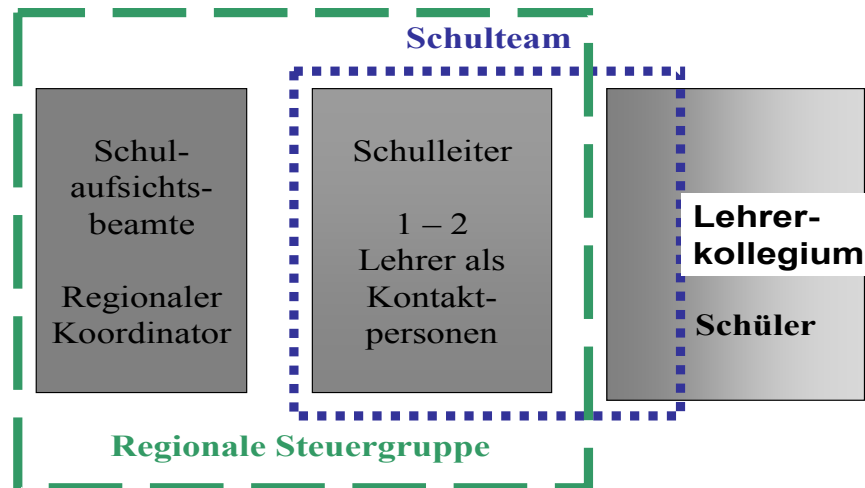 Schulteam
Schul-
aufsichts-
beamte
Regionaler
Koordinator
Schulleiter
1 – 2
Lehrer als
Kontakt-
personen
Lehrer-
kollegium
Schüler
Regionale Steuergruppe